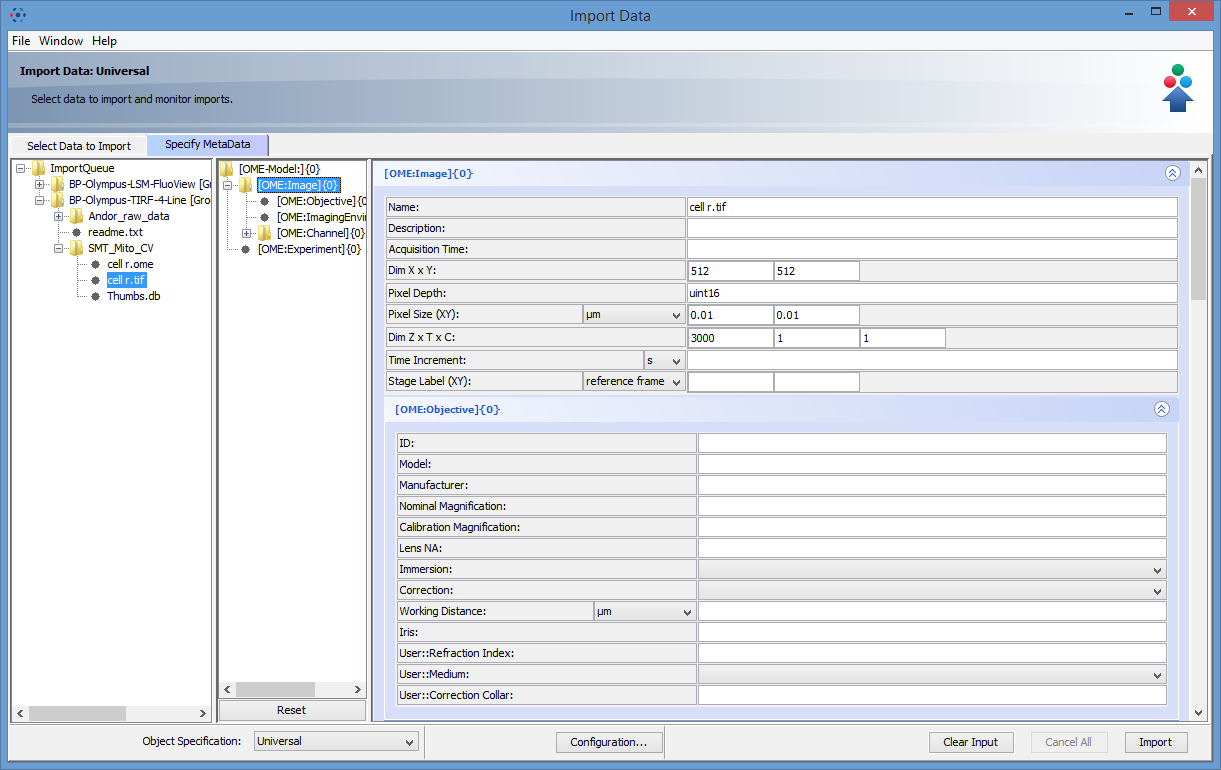 Import Data
File Window Help
Import Data: Universal
Select data to import and monitor imports.
Select Data to Import
Specify MetaData
ImportQueue
BP-Olympus-LSM-FluoView [Gr
BP-Olympus-TIRF-4-Line [Gro
Andor_raw_data
readme.txt
SMT_Mito_CV
cell r.ome
cell r.tif
Thumbs.db
[OME-Model:]{0}
[OME:Image]{0}
[OME:Objective]{0
[OME:ImagingEnvir
[OME:Channel]{0}
[OME:Experiment]{0}
Reset
[OME:Image]{0}
Name: cell r.tif
Description:
Acquisition Time:
Dim X x Y: 512 512
Pixel Depth: uint16
Pixel Size (XY): µm 0.01 0.01
Dim Z x T x C: 3000 1 1
Time Increment: s
Stage Label (XY): reference frame
[OME:Objective]{0}
ID:
Model:
Manufacturer:
Nominal Magnification:
Calibration Magnification:
Lens NA:
Immersion:
Correction:
Working Distance: µm
Iris:
User::Refraction Index:
User::Medium:
User::Correction Collar:
Object Specification: Universal
Configuration...
Clear Input
Cancel All
Import